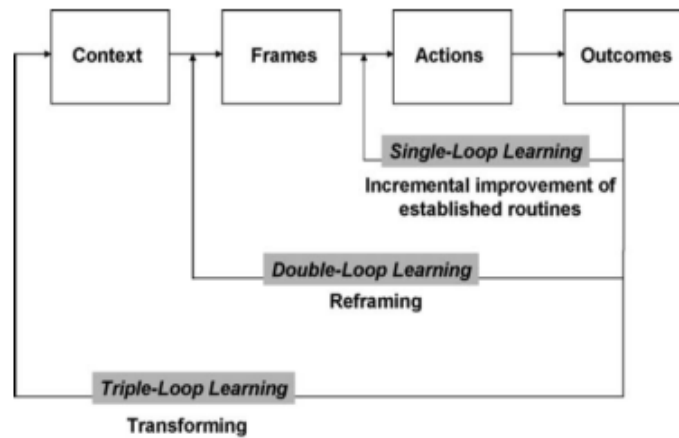 Context
Frames
Actions
Outcomes
Single-Loop Learning
Incremental improvement of
established routines
Double-Loop Learning
Reframing
Triple-Loop Learning
Transforming